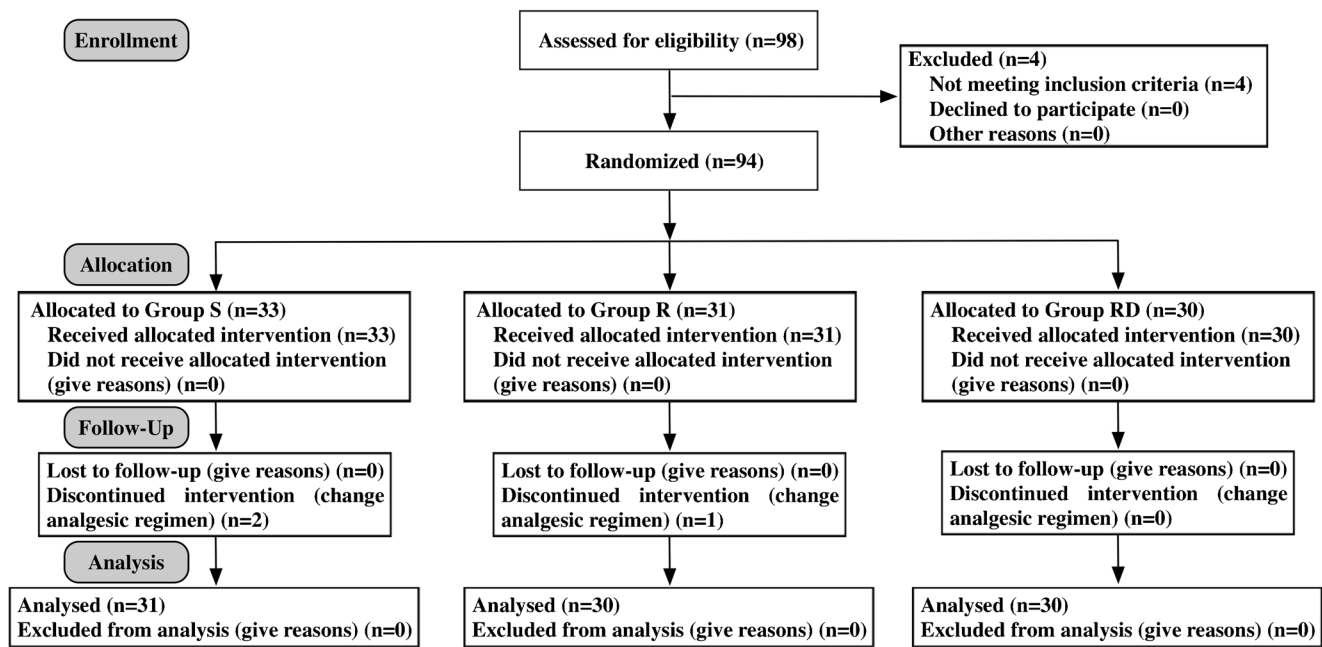 Enrollment
Assessed for eligibility (n=98)
Excluded (n=4)
Not meeting inclusion criteria (n=4)
Declined to participate (n=0)
Other reasons (n=0)
Randomized (n=94)
Allocation
Allocated to Group S (n=33)
Received allocated intervention (n=33)
Did not receive allocated intervention
(give reasons) (n=0)
Allocated to Group R (n=31)
Received allocated intervention (n=31)
Did not receive allocated intervention
(give reasons) (n=0)
Allocated to Group RD (n=30)
Received allocated intervention (n=30)
Did not receive allocated intervention
(give reasons) (n=0)
Follow-Up
Lost to follow-up (give reasons) (n=0)
Discontinued intervention (change
analgesic regimen) (n=2)
Lost to follow-up (give reasons) (n=0)
Discontinued intervention (change
analgesic regimen) (n=1)
Lost to follow-up (give reasons) (n=0)
Discontinued intervention (change
analgesic regimen) (n=0)
Analysis
Analysed (n=31)
Excluded from analysis (give reasons) (n=0)
Analysed (n=30)
Excluded from analysis (give reasons) (n=0)
Analysed (n=30)
Excluded from analysis (give reasons) (n=0)